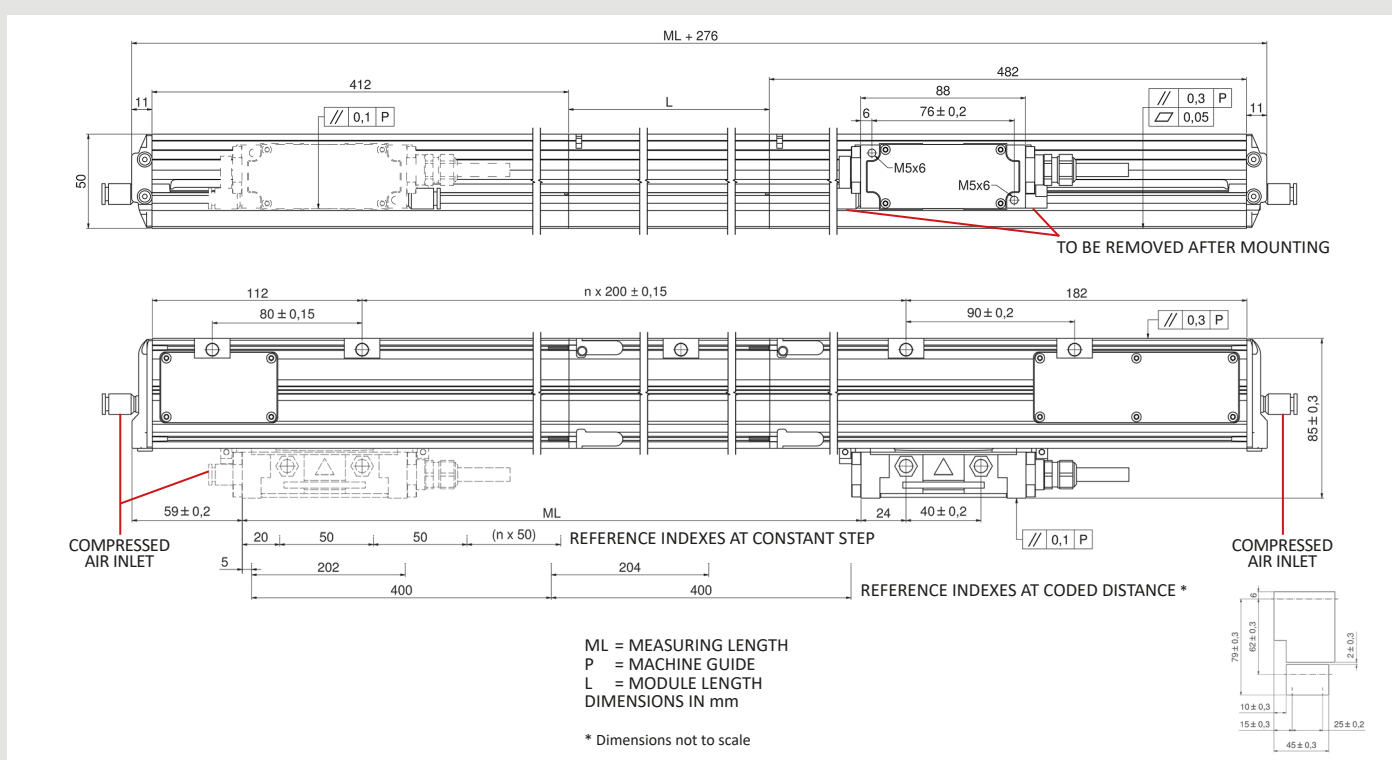 ML + 276
412
482
11
L
88
// 0,3 P
0,05
11
6
76 ± 0,2
// 0,1 P
50
M5x6
M5x6
TO BE REMOVED AFTER MOUNTING
112
n x 200 ± 0,15
182
80 ± 0,15
90 ± 0,2
// 0,3 P
85 ± 0,3
59 ± 0,2
ML
24
40 ± 0,2
COMPRESSED
AIR INLET
20
50
50
(n x 50)
REFERENCE INDEXES AT CONSTANT STEP
// 0,1 P
COMPRESSED
AIR INLET
5
202
204
400
400
REFERENCE INDEXES AT CODED DISTANCE *
6
79 ± 0,3
62 ± 0,3
2 ± 0,3
10 ± 0,3
15 ± 0,3
25 ± 0,2
45 ± 0,3
ML = MEASURING LENGTH
P = MACHINE GUIDE
L = MODULE LENGTH
DIMENSIONS IN mm
* Dimensions not to scale